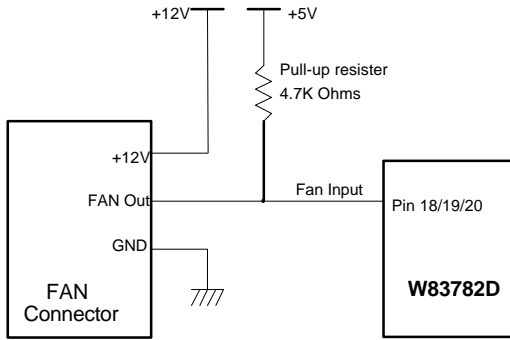 +12V
+5V
Pull-up resister
4.7K Ohms
+12V
FAN Out
Fan Input
Pin 18/19/20
GND
FAN
Connector
W83782D